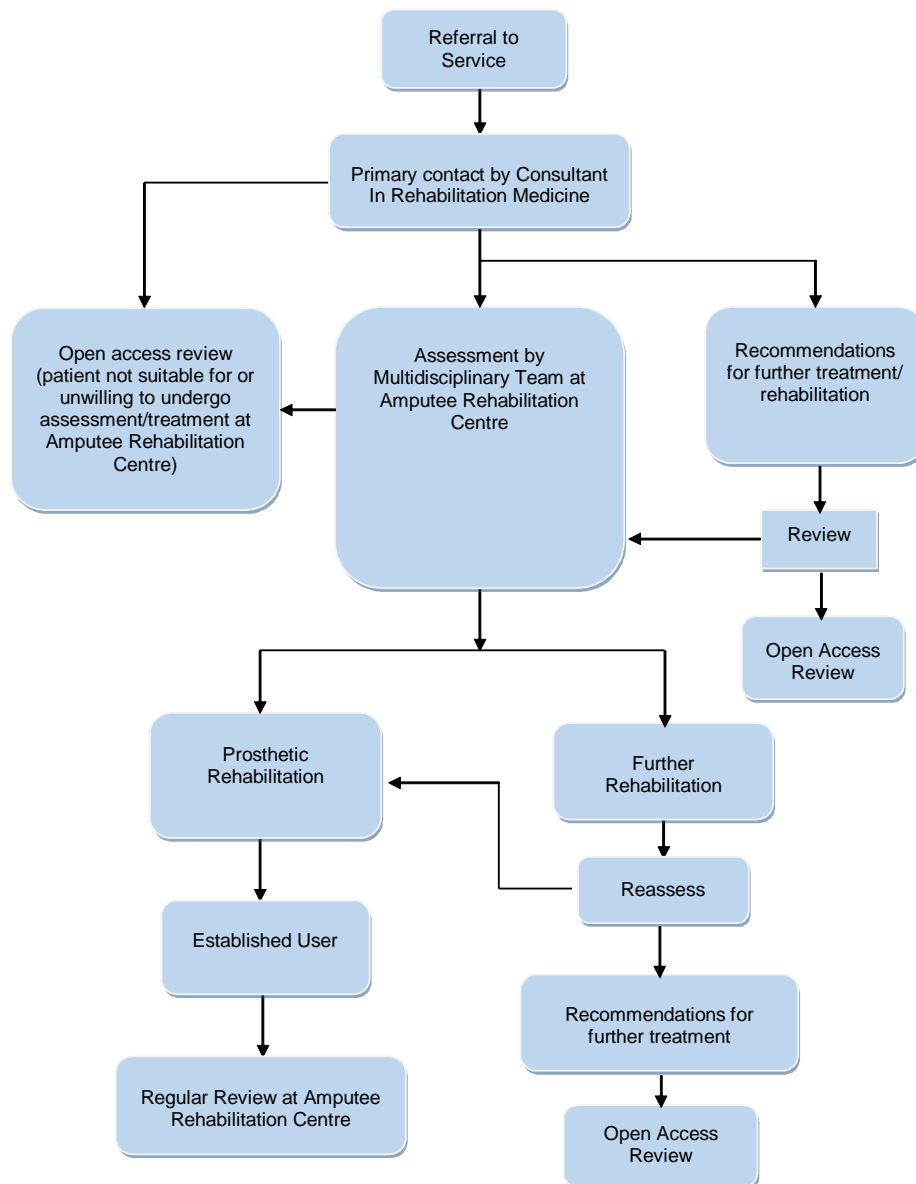 Referral to
Service
Primary contact by Consultant
In Rehabilitation Medicine
Open access review
(patient not suitable for or
unwilling to undergo
assessment/treatment at
Amputee Rehabilitation
Centre)
Assessment by
Multidisciplinary Team at
Amputee Rehabilitation
Centre
Recommendations
for further treatment/
rehabilitation
Review
Open Access
Review
Prosthetic
Rehabilitation
Further
Rehabilitation
Reassess
Established User
Recommendations for
further treatment
Regular Review at Amputee
Rehabilitation Centre
Open Access
Review